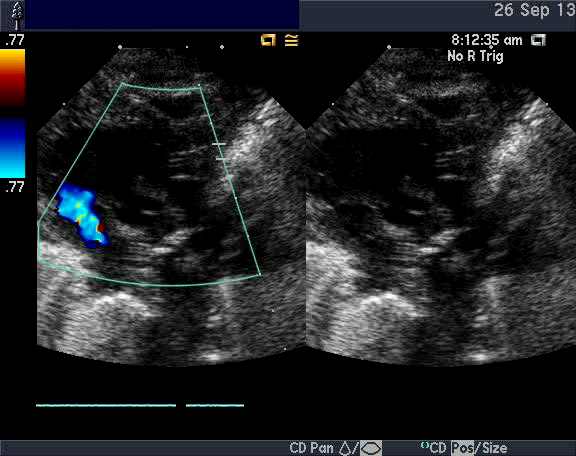 26 Sep 13
.77
8:12:35 am
No R Trig
.77
CD Pan
CD Pos/Size